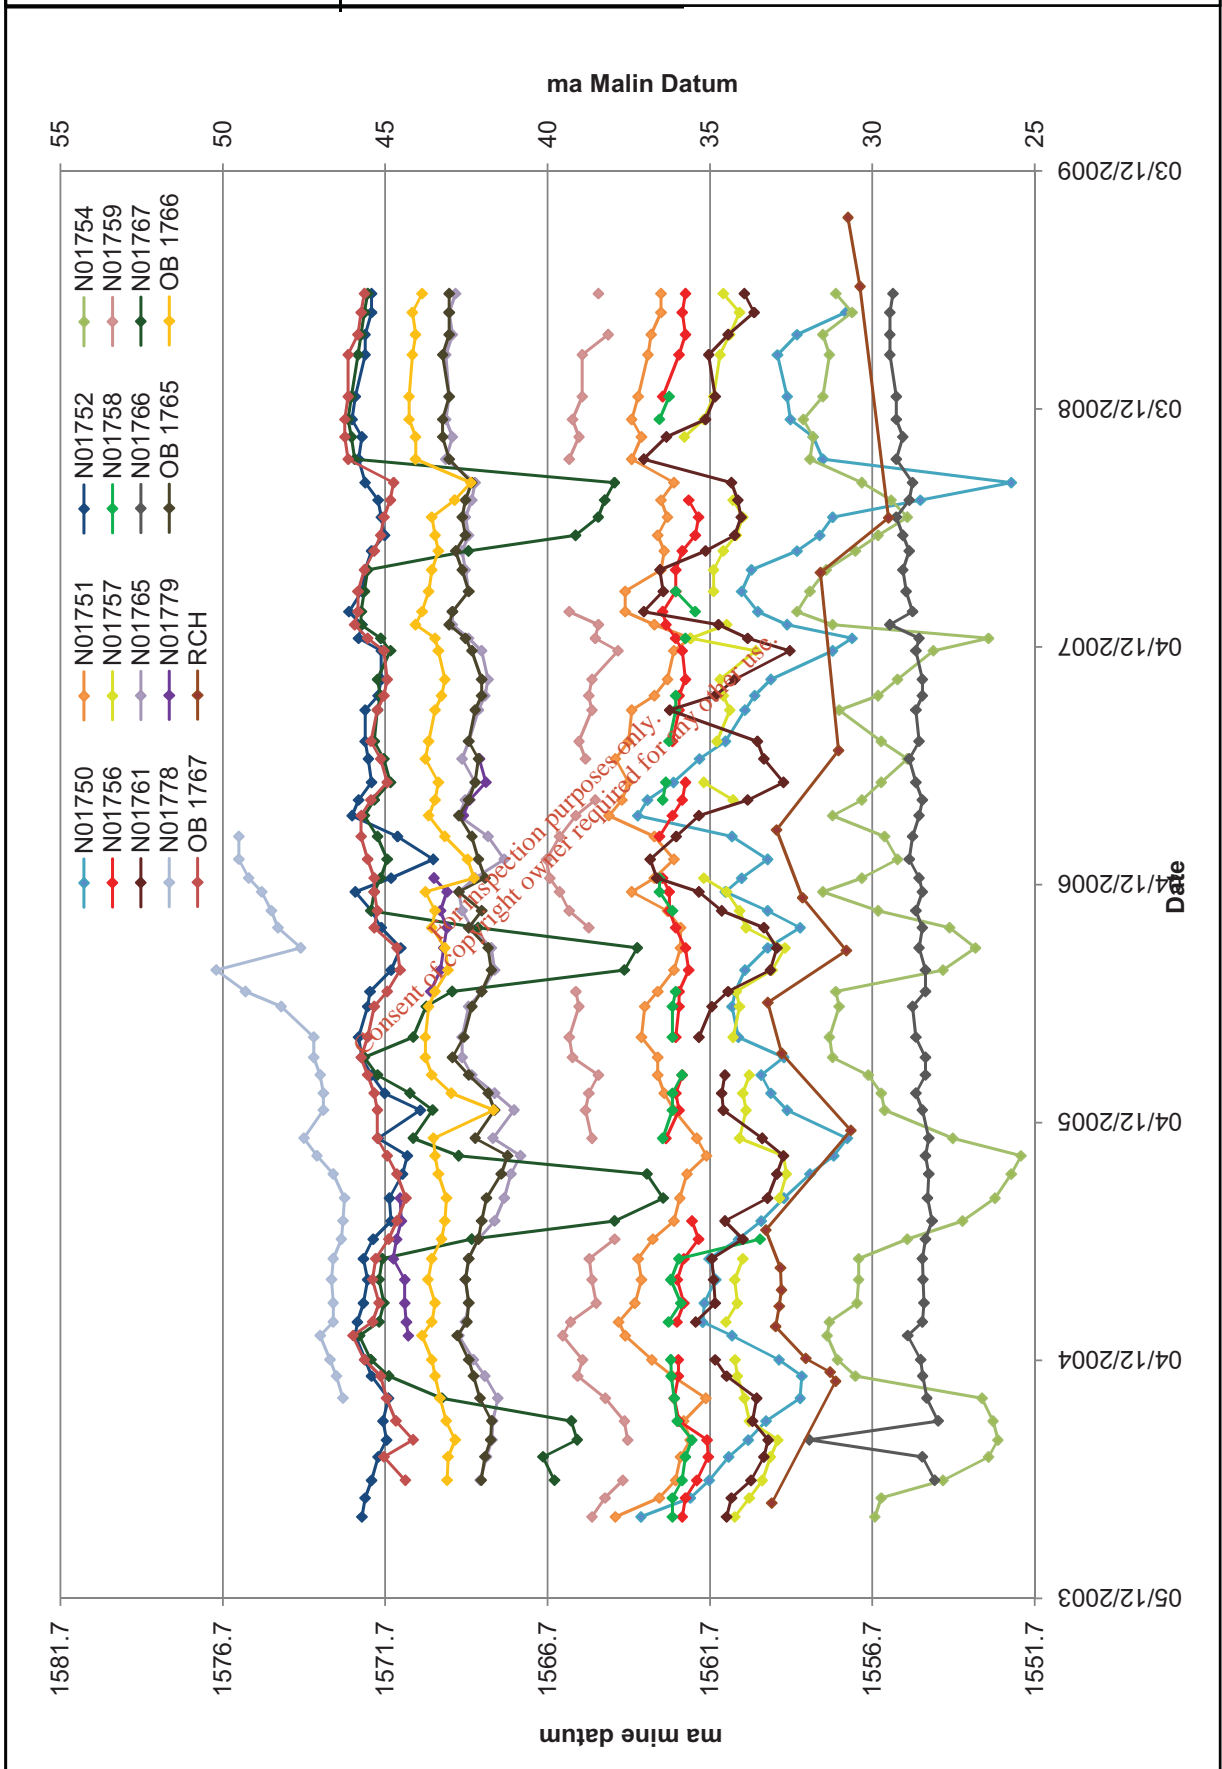 ma Malin Datum
55
50
45
40
35
30
25
N01750
N01751
N01752
N01754
N01756
N01757
N01758
N01759
N01761
N01765
N01766
N01767
N01778
N01779
OB 1765
OB 1766
OB 1767
RCH
1581.7
1576.7
1571.7
1566.7
1561.7
1556.7
1551.7
ma mine datum
05/12/2003
04/12/2004
04/12/2005
04/12/2006
04/12/2007
03/12/2008
03/12/2009
Date
For inspection purposes only.
Consent of copyright owner required for any other use.